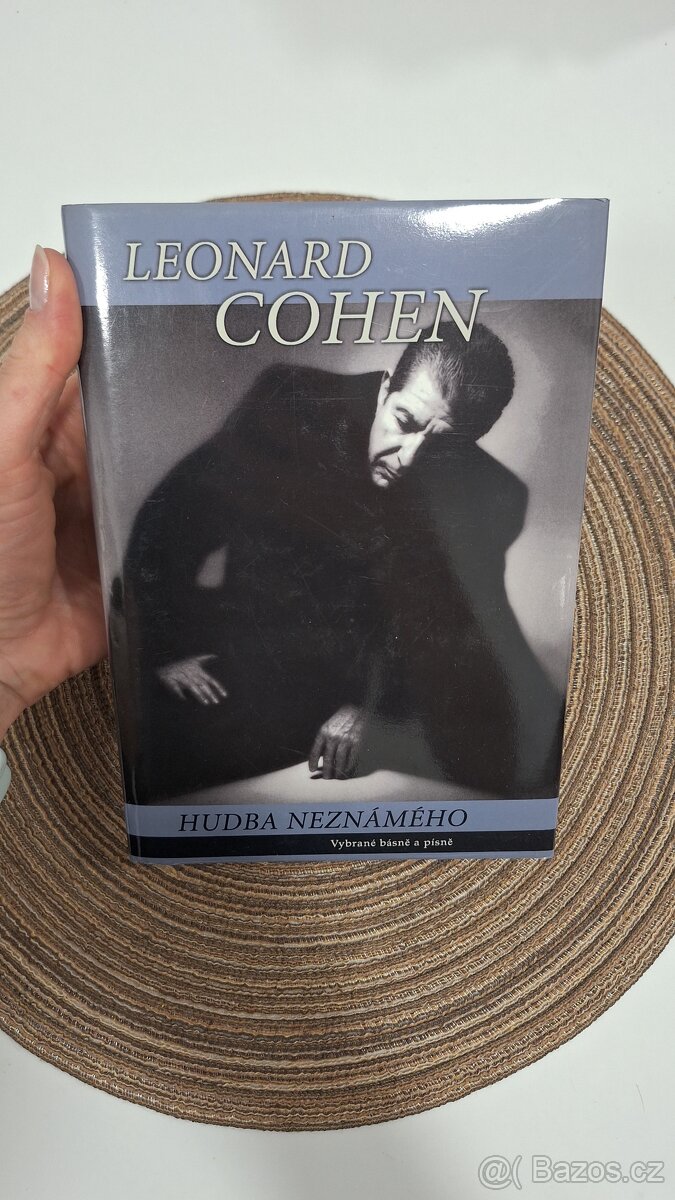 LEONARD
COHEN
HUDBA NEZNÁMÉHO
Vybrané básně a písně
@( Bazos.cz